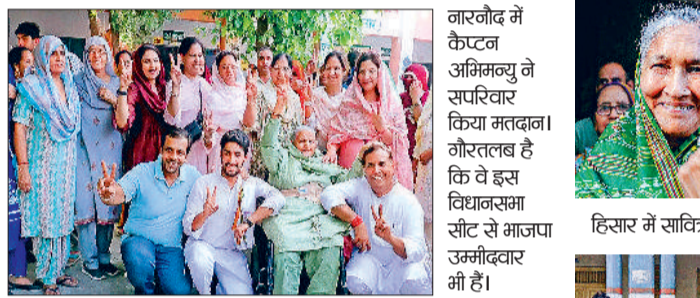 नारनौद में
कैप्टन
अभिमन्यु ने
सपरिवार
किया मतदान।
गौरतलब है
कि वे इस
विधानसभा
सीट से भाजपा
उम्मीदवार
भी हैं।
हिसार में